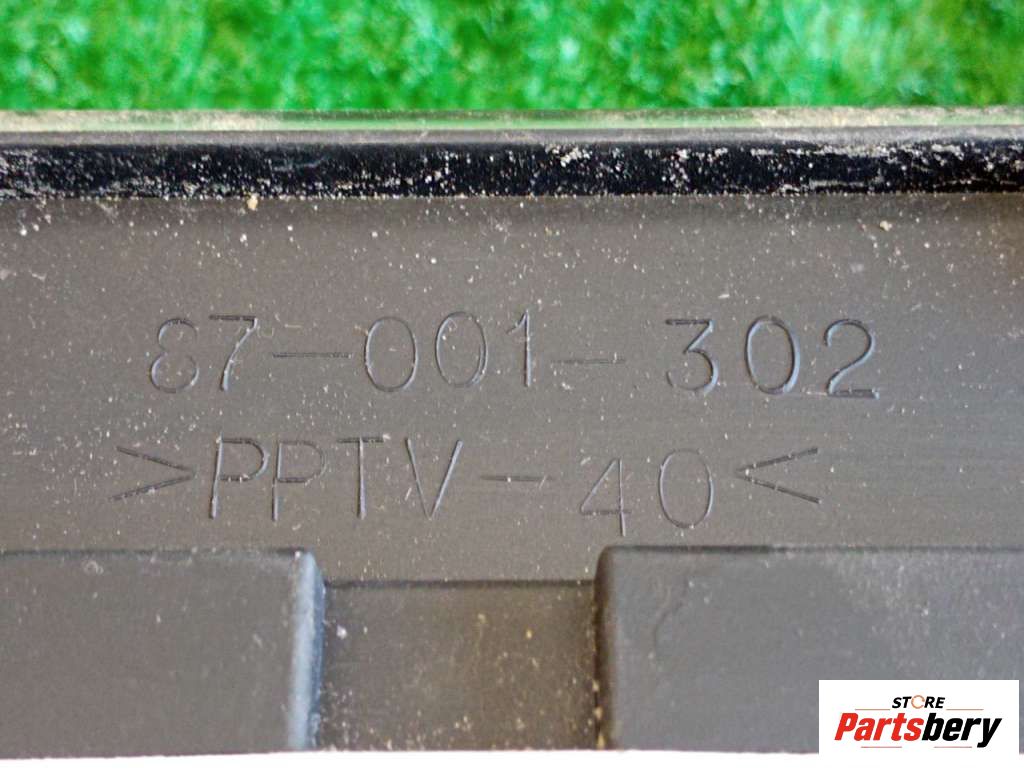 87-001-302
>PPTV-40<
STORE
Partsbery